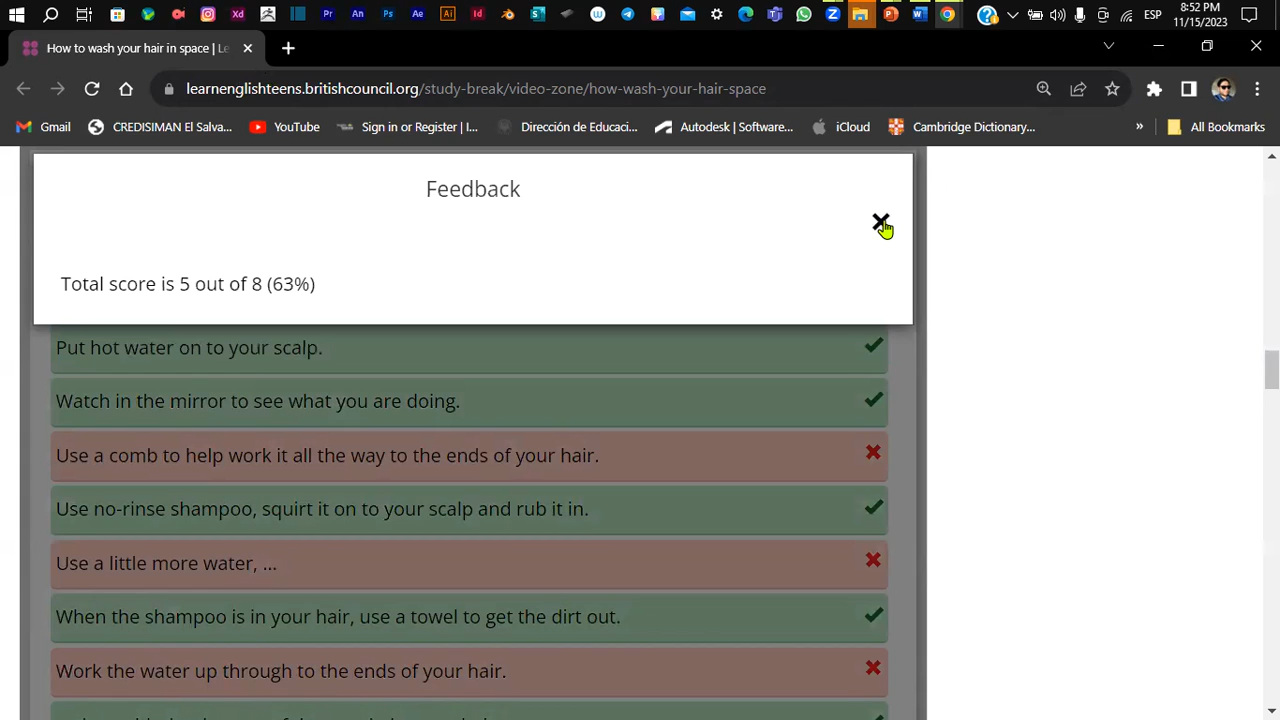 8:52 PM
ESP
11/15/2023
How to wash your hair in space | Le
learnenglishteens.britishcouncil.org/study-break/video-zone/how-wash-your-hair-space
Gmail
CREDISIMAN El Salva...
YouTube
Sign in or Register | I...
Dirección de Educaci...
Autodesk | Software...
iCloud
Cambridge Dictionary...
»
All Bookmarks
Feedback
Total score is 5 out of 8 (63%)
Put hot water on to your scalp.
Watch in the mirror to see what you are doing.
Use a comb to help work it all the way to the ends of your hair.
Use no-rinse shampoo, squirt it on to your scalp and rub it in.
Use a little more water, ...
When the shampoo is in your hair, use a towel to get the dirt out.
Work the water up through to the ends of your hair.